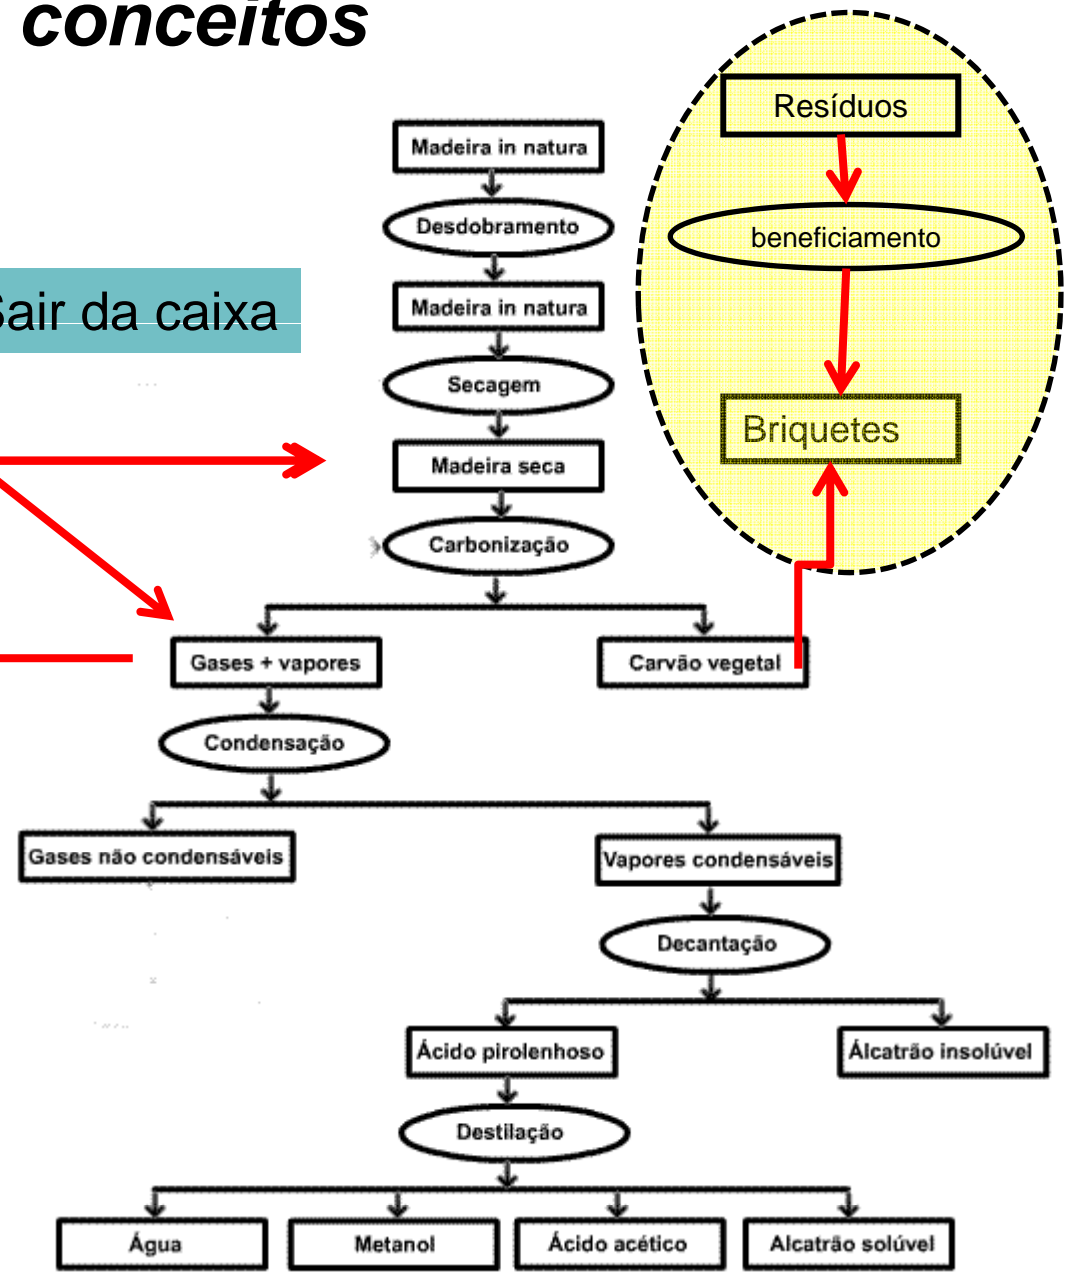 conceitos
Resíduos
Madeira in natura
Desdobramento
beneficiamento
Sair da caixa
Madeira in natura
Secagem
Briquetes
Madeira seca
Carbonização
Gases + vapores
Carvão vegetal
Condensação
Gases não condensáveis
Vapores condensáveis
Decantação
Ácido pirolenhoso
Álcatrão insolúvel
Destilação
Água
Metanol
Ácido acético
Alcatrão solúvel